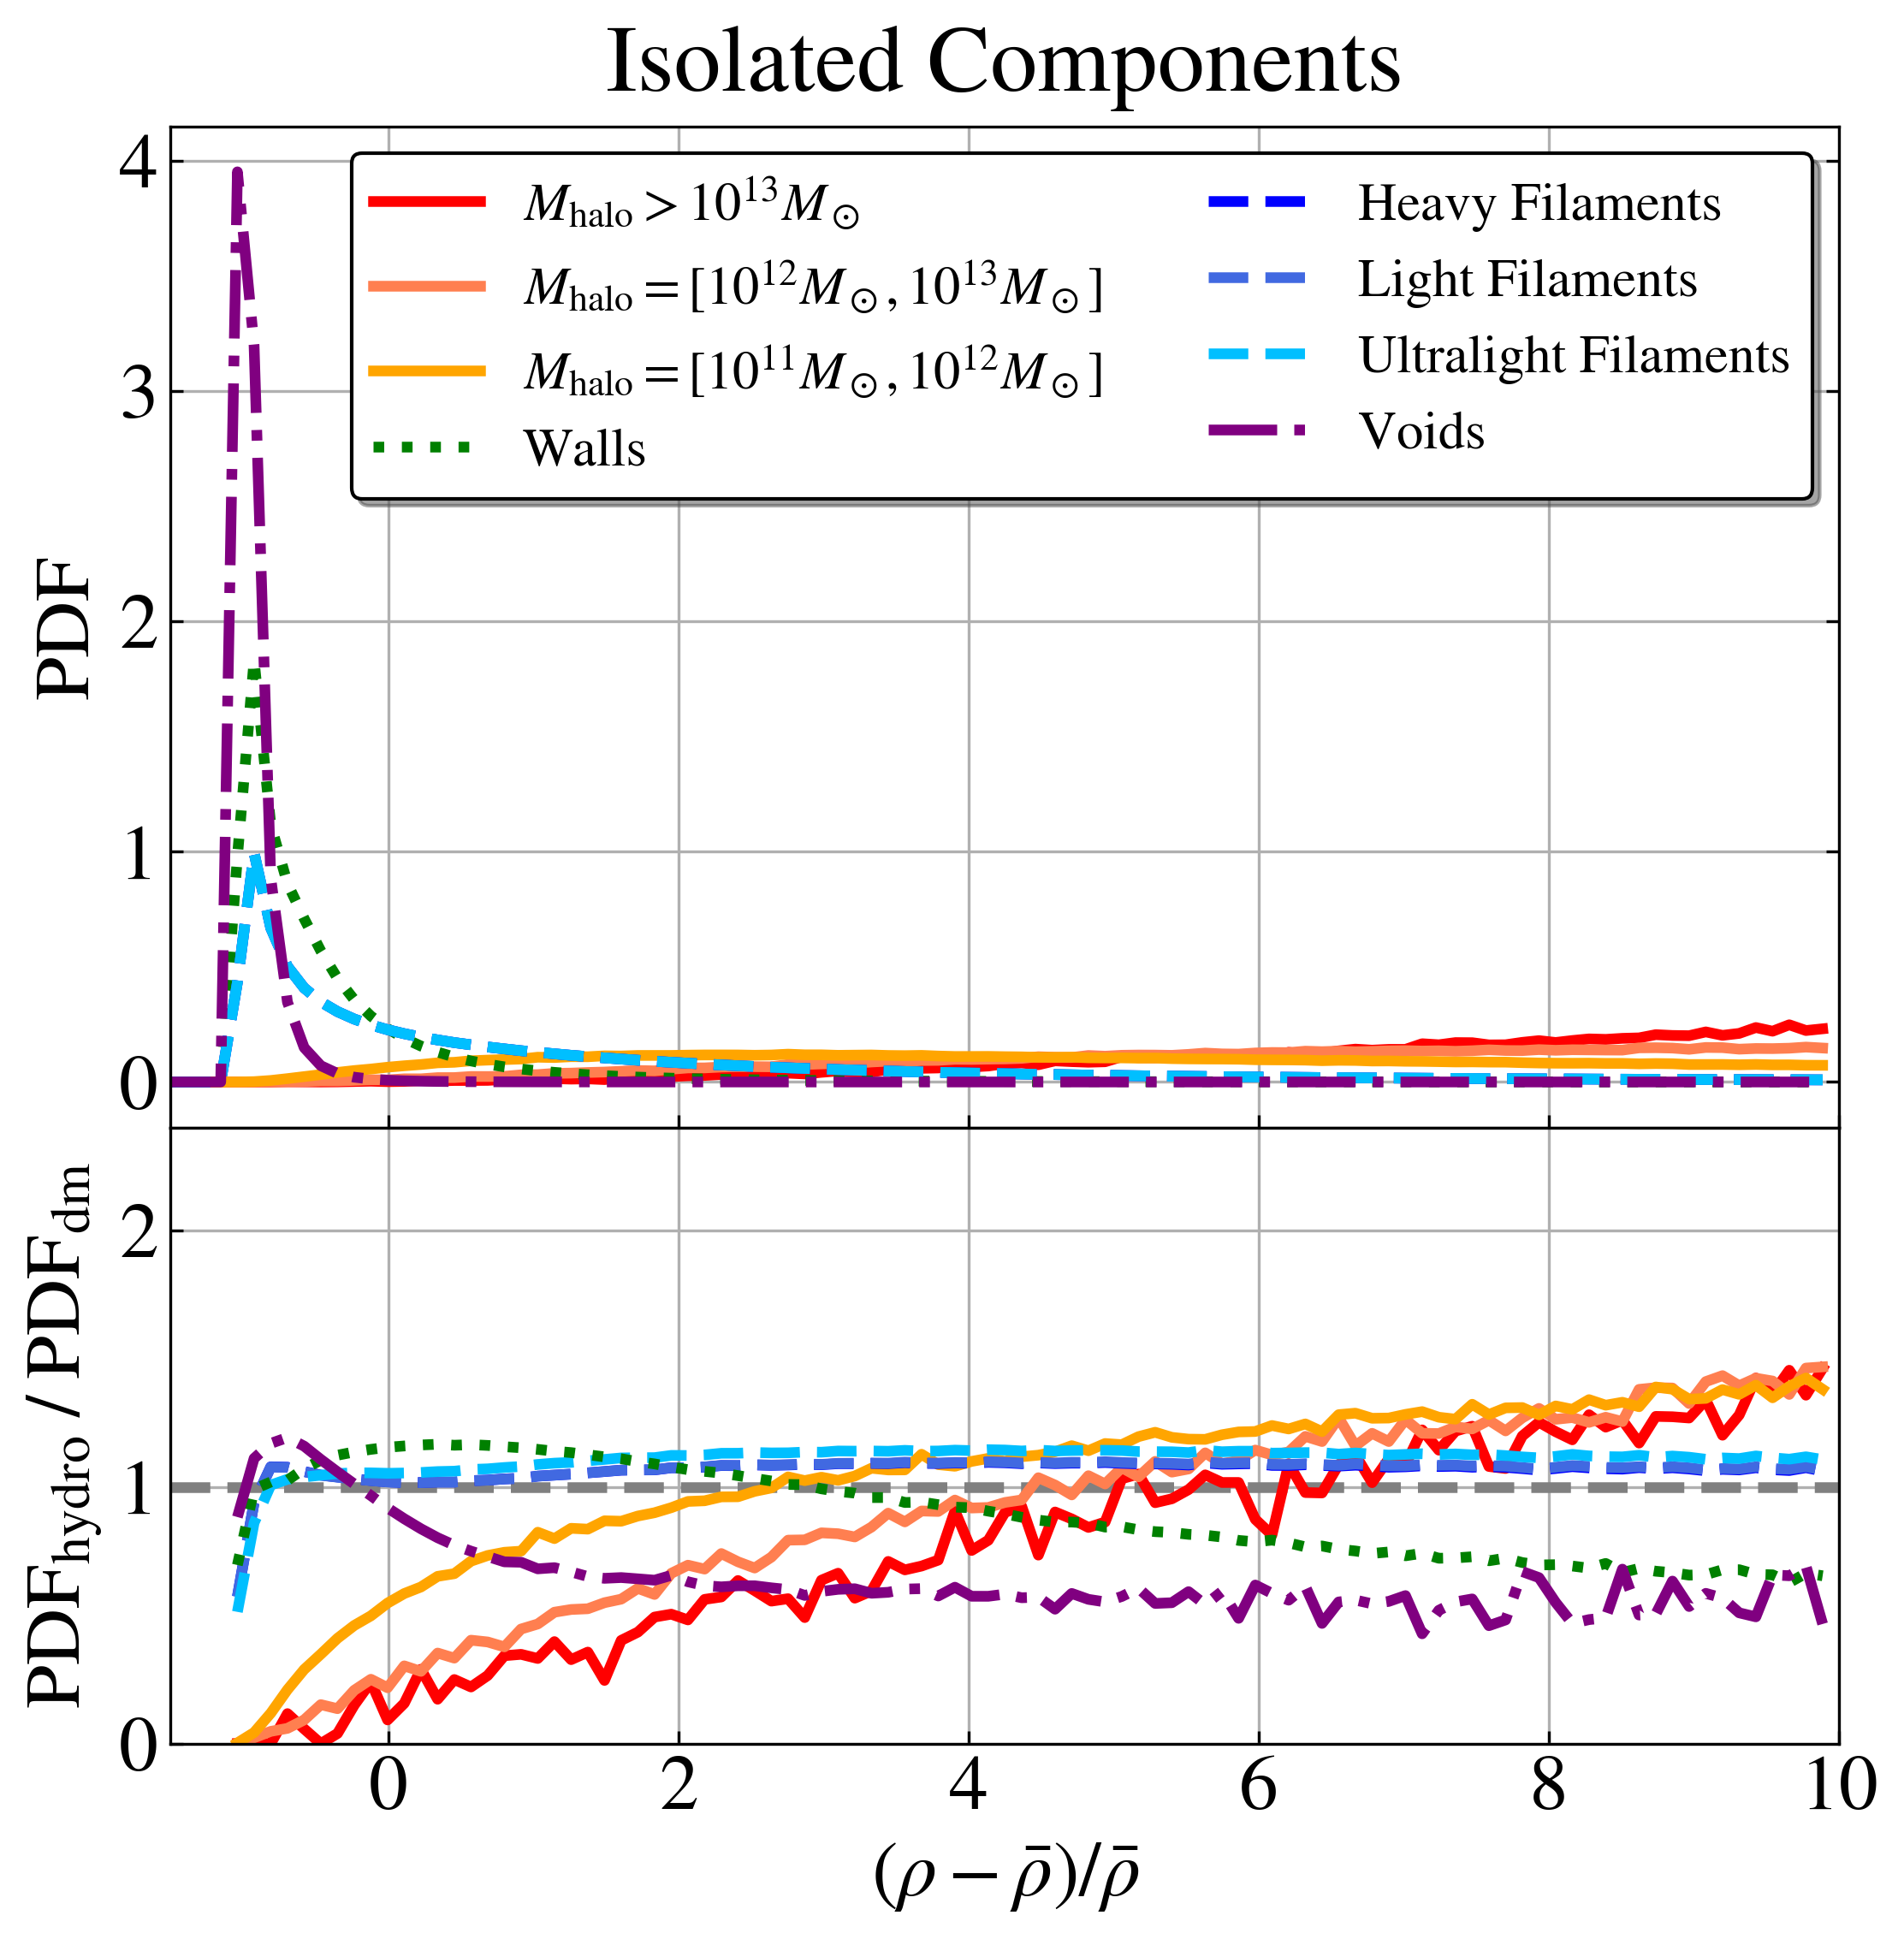 Isolated Components
4
3
2
1
0
PDF
M_halo > 10^13 M_⊙
M_halo = [10^12 M_⊙, 10^13 M_⊙]
M_halo = [10^11 M_⊙, 10^12 M_⊙]
Walls
Heavy Filaments
Light Filaments
Ultralight Filaments
Voids
2
1
0
PDF_hydro / PDF_dm
0 2 4 6 8 10
(ρ − ρ̄)/ρ̄